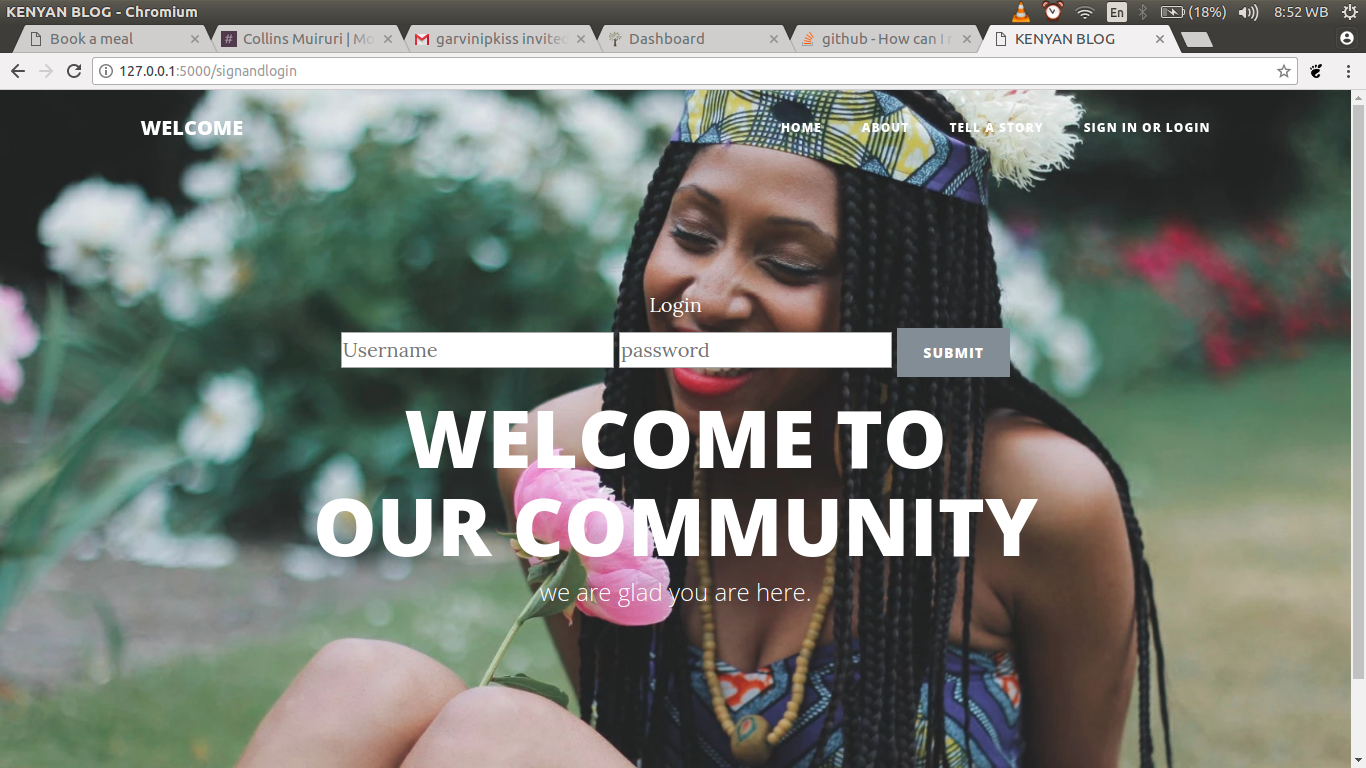 KENYAN BLOG - Chromium
En (18%) 8:52 WB
Book a meal
Collins Muiruri | Mo
garvinipkiss invited
Dashboard
github - How can I r
KENYAN BLOG
127.0.0.1:5000/signandlogin
WELCOME
HOME ABOUT TELL A STORY SIGN IN OR LOGIN
Login
Username password SUBMIT
WELCOME TO
OUR COMMUNITY
we are glad you are here.